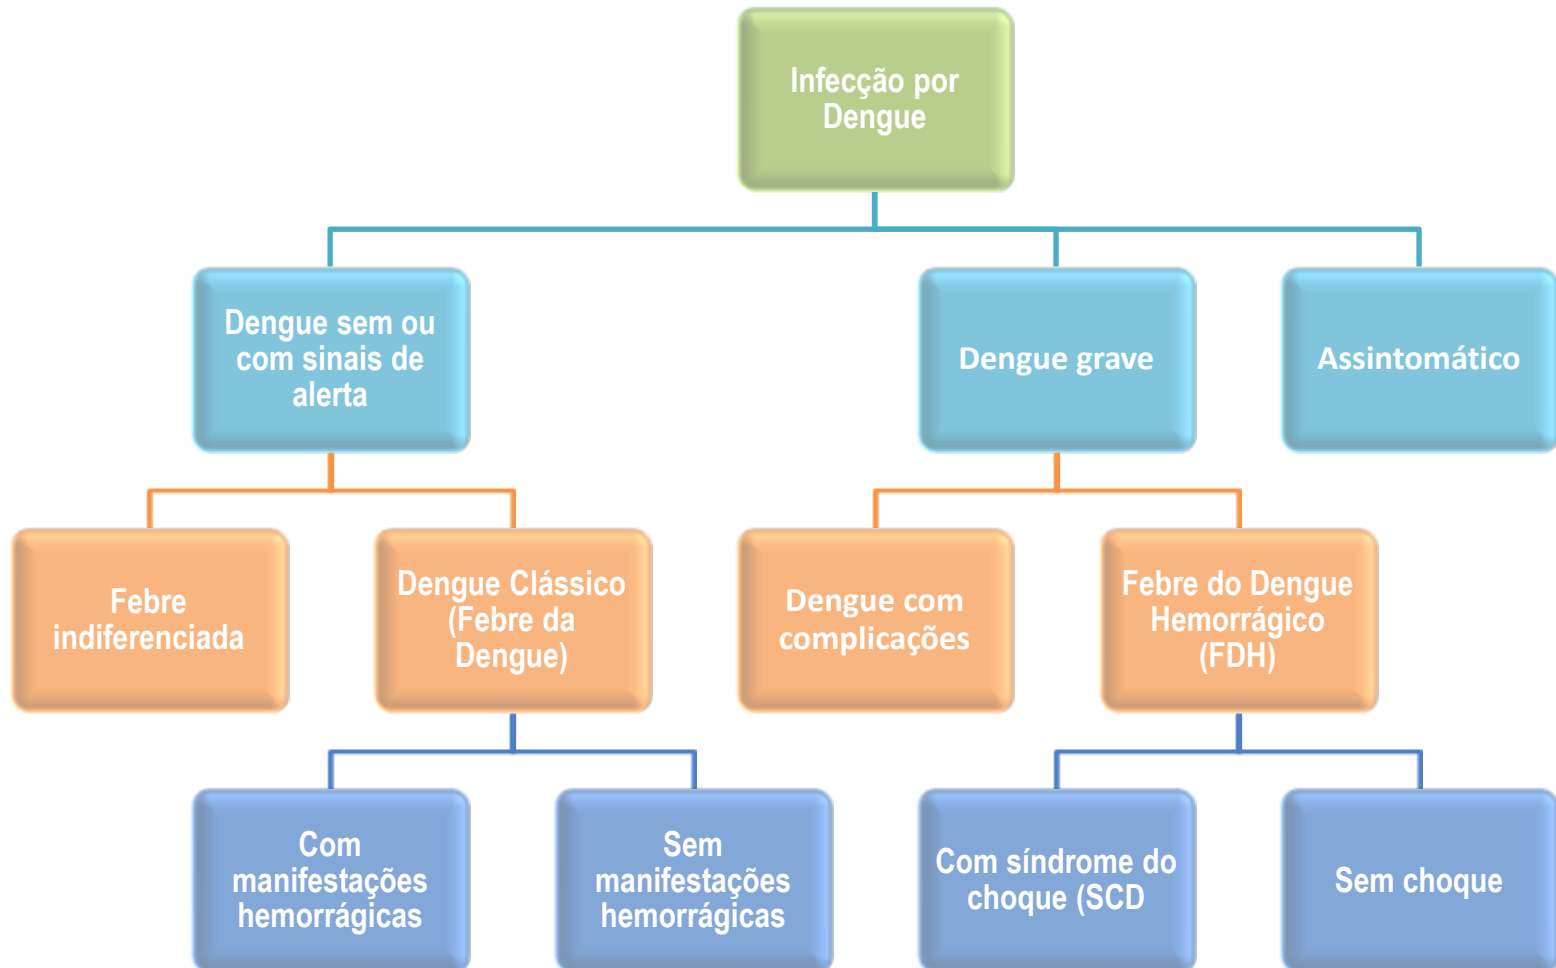 Infecção por
Dengue
Dengue sem ou
com sinais de
alerta
Dengue grave
Assintomático
Febre
indiferenciada
Dengue Clássico
(Febre da
Dengue)
Dengue com
complicações
Febre do Dengue
Hemorrágico
(FDH)
Com
manifestações
hemorrágicas
Sem
manifestações
hemorrágicas
Com síndrome do
choque (SCD
Sem choque